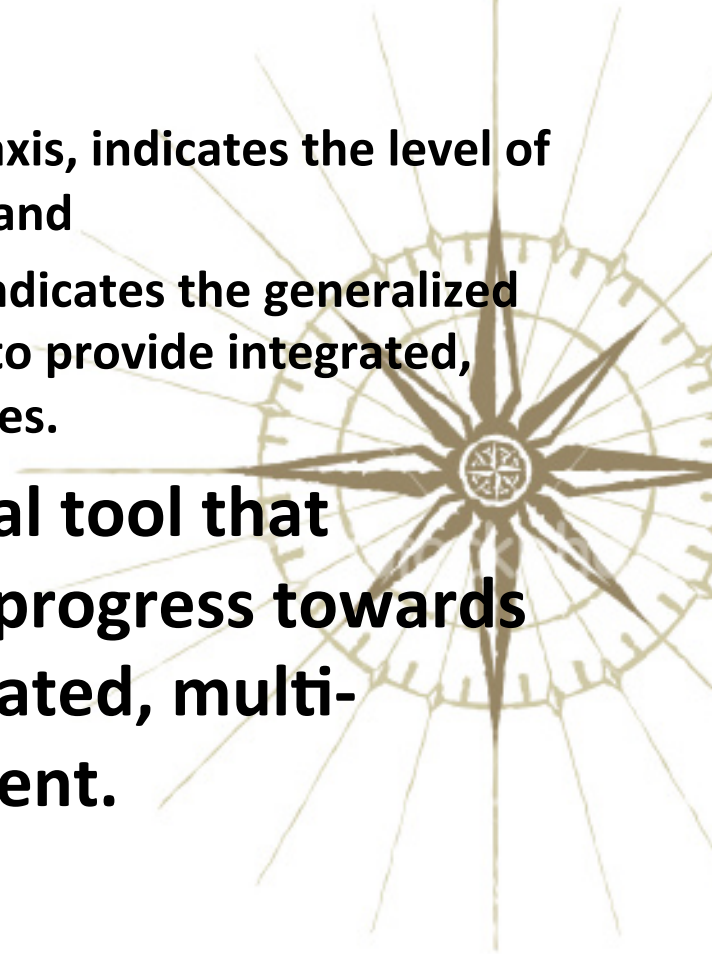 axis, indicates the level of
and
ndicates the generalized
to provide integrated,
es.
al tool that
progress towards
ated, multi-
ent.